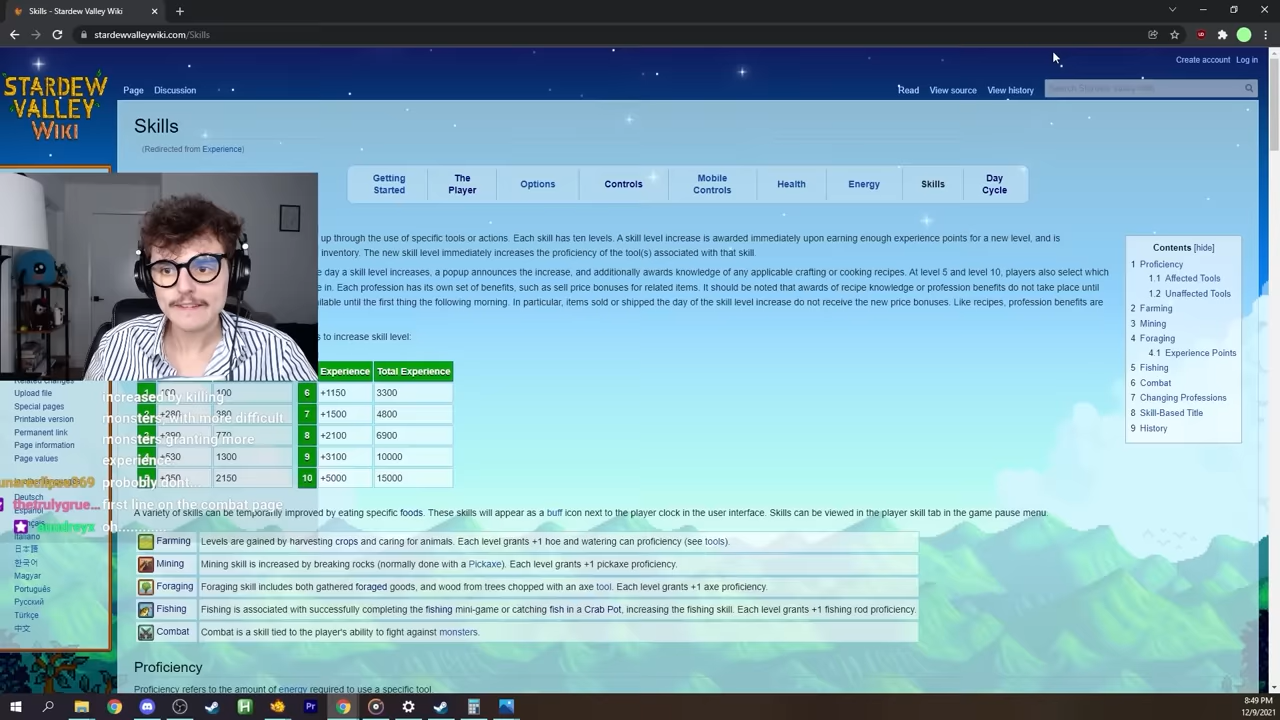 Skills - Stardew Valley Wiki
stardewvalleywiki.com/Skills
Create account Log in
STARDEW
VALLEY
WIKI
Page Discussion
Read View source View history
Search Stardew Valley Wiki
Skills
(Redirected from Experience)
Getting Started
The Player
Options
Controls
Mobile Controls
Health
Energy
Skills
Day Cycle
up through the use of specific tools or actions. Each skill has ten levels. A skill level increase is awarded immediately upon earning enough experience points for a new level, and is
inventory. The new skill level immediately increases the proficiency of the tool(s) associated with that skill.
e day a skill level increases, a popup announces the increase, and additionally awards knowledge of any applicable crafting or cooking recipes. At level 5 and level 10, players also select which
e in. Each profession has its own set of benefits, such as sell price bonuses for related items. It should be noted that awards of recipe knowledge or profession benefits do not take place until
ilable until the first thing the following morning. In particular, items sold or shipped the day of the skill level increase do not receive the new price bonuses. Like recipes, profession benefits are
s to increase skill level:
Contents [hide]
1 Proficiency
1.1 Affected Tools
1.2 Unaffected Tools
2 Farming
3 Mining
4 Foraging
4.1 Experience Points
5 Fishing
6 Combat
7 Changing Professions
8 Skill-Based Title
9 History
Experience Total Experience
1 100 6 +1150 3300
2 +280 380 7 +1500 4800
770 8 +2100 6900
1300 9 +3100 10000
2150 10 +5000 15000
Related changes
Upload file
Special pages
Printable version
Permanent link
Page information
Page values
Deutsch
Español
Italiano
日本語
한국어
Magyar
Português
Русский
Türkçe
中文
increased by killing
monsters, with more difficult
monsters granting more
experience
probobly dont...
thetrulygrue... first line on the combat page
oh...........
A variety of skills can be temporarily improved by eating specific foods. These skills will appear as a buff icon next to the player clock in the user interface. Skills can be viewed in the player skill tab in the game pause menu.
Farming Levels are gained by harvesting crops and caring for animals. Each level grants +1 hoe and watering can proficiency (see tools).
Mining Mining skill is increased by breaking rocks (normally done with a Pickaxe). Each level grants +1 pickaxe proficiency.
Foraging Foraging skill includes both gathered foraged goods, and wood from trees chopped with an axe tool. Each level grants +1 axe proficiency.
Fishing Fishing is associated with successfully completing the fishing mini-game or catching fish in a Crab Pot, increasing the fishing skill. Each level grants +1 fishing rod proficiency.
Combat Combat is a skill tied to the player's ability to fight against monsters.
Proficiency
Proficiency refers to the amount of energy required to use a specific tool.
8:49 PM
12/9/2021